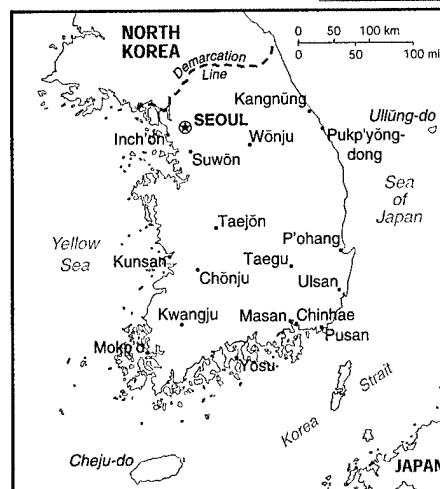 NORTH
KOREA
0 50 100 km
0 50 100 mi
Demarcation
Line
Kangnŭng
SEOUL
Inch'ŏn
Wŏnju
Suwŏn
Ullŭng-do
Pukp'yŏng-
dong
Sea
of
Japan
Taejŏn
P'ohang
Yellow
Sea
Kunsan
Taegu
Chŏnju
Ulsan
Kwangju
Masan
Chinhae
Pusan
Mokp'o
Yŏsu
Korea
Strait
Cheju-do
JAPAN